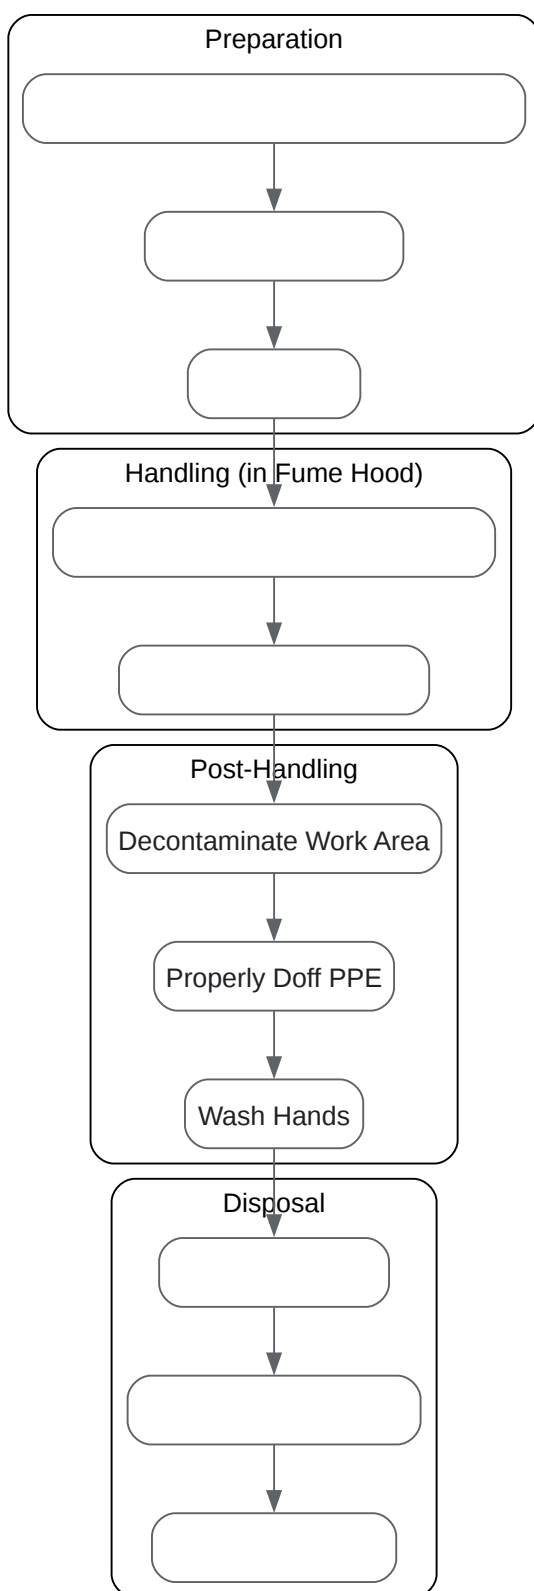 Preparation
Handling (in Fume Hood)
Post-Handling
Decontaminate Work Area
Properly Doff PPE
Wash Hands
Disposal